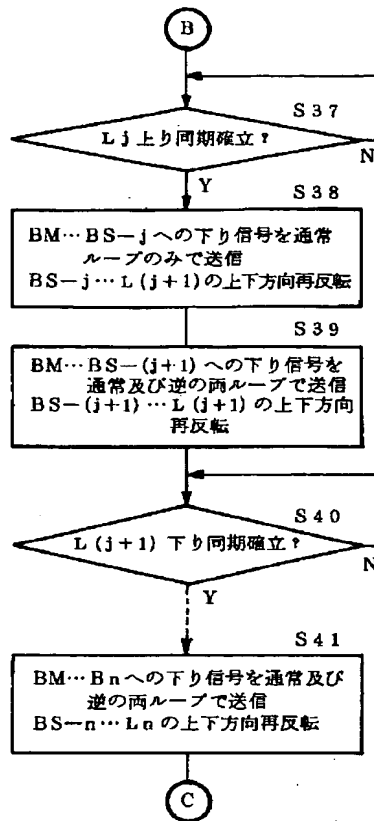 B
S37
Lj上り同期確立?
N
Y
S38
BM…BS－jへの下り信号を通常
ループのみで送信
BS－j…L(j+1)の上下方向再反転
S39
BM…BS－(j+1)への下り信号を
通常及び逆の両ループで送信
BS－(j+1)…L(j+1)の上下方向
再反転
S40
L(j+1)下り同期確立?
N
Y
S41
BM…Bnへの下り信号を通常及び
逆の両ループで送信
BS－n…Lnの上下方向再反転
C